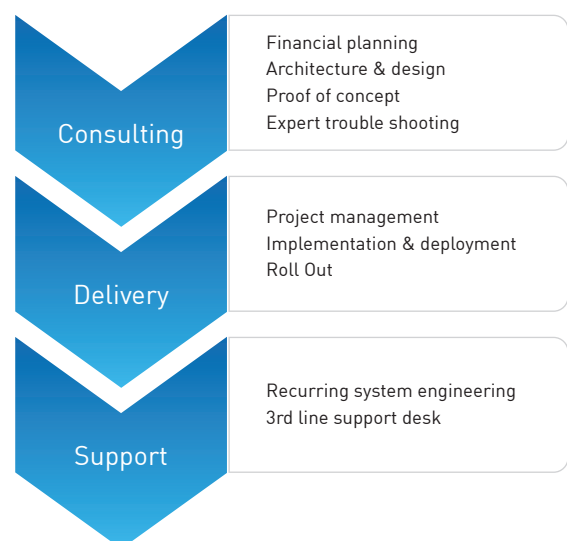 Consulting
Financial planning
Architecture & design
Proof of concept
Expert trouble shooting
Delivery
Project management
Implementation & deployment
Roll Out
Support
Recurring system engineering
3rd line support desk